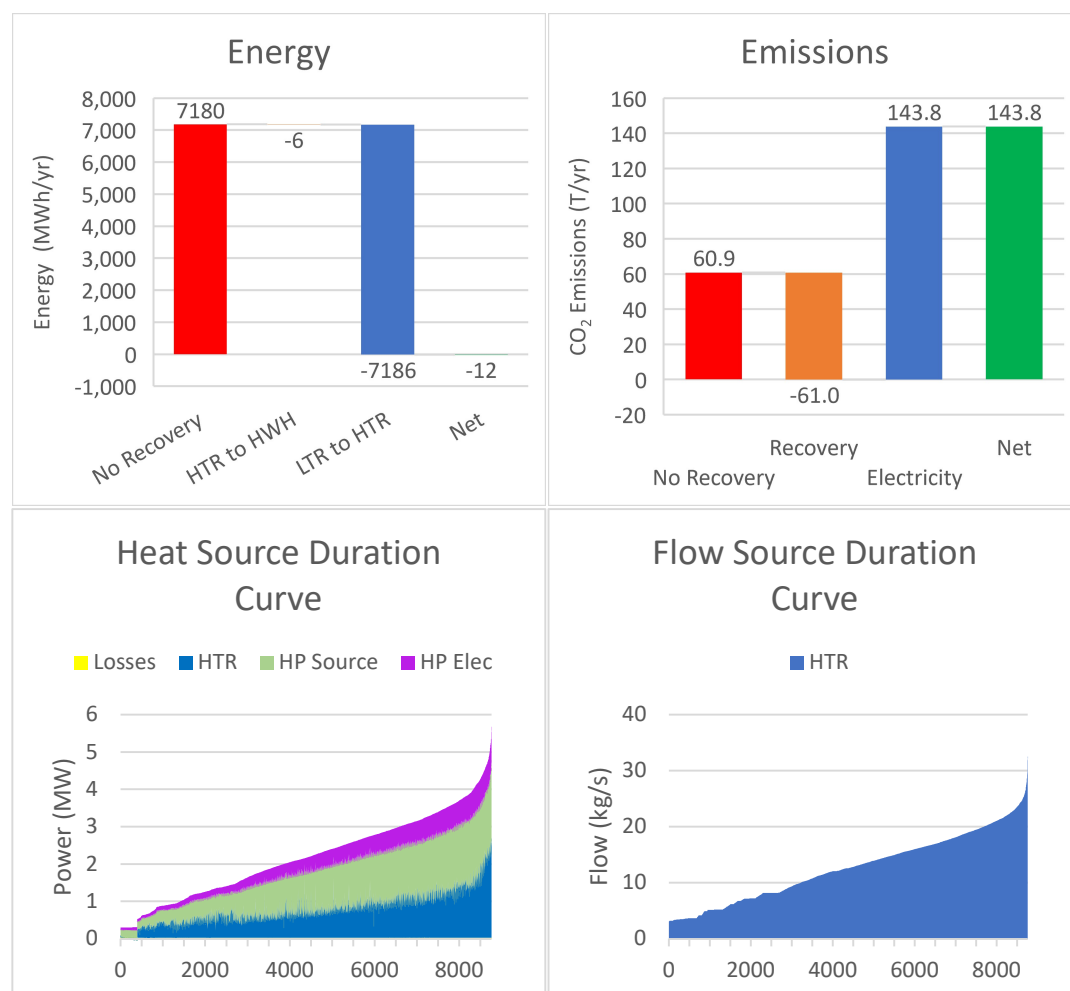 Energy
8,000
7,000
6,000
5,000
4,000
3,000
2,000
1,000
0
-1,000
Energy (MWh/yr)
7180
-6
-7186
-12
No Recovery
HTR to HWH
LTR to HTR
Net
Emissions
160
140
120
100
80
60
40
20
0
-20
CO₂ Emissions (T/yr)
60.9
-61.0
143.8
143.8
No Recovery
Recovery
Electricity
Net
Heat Source Duration
Curve
Losses HTR HP Source HP Elec
6
5
4
3
2
1
0
Power (MW)
0 2000 4000 6000 8000
Flow Source Duration
Curve
HTR
40
30
20
10
0
Flow (kg/s)
0 2000 4000 6000 8000